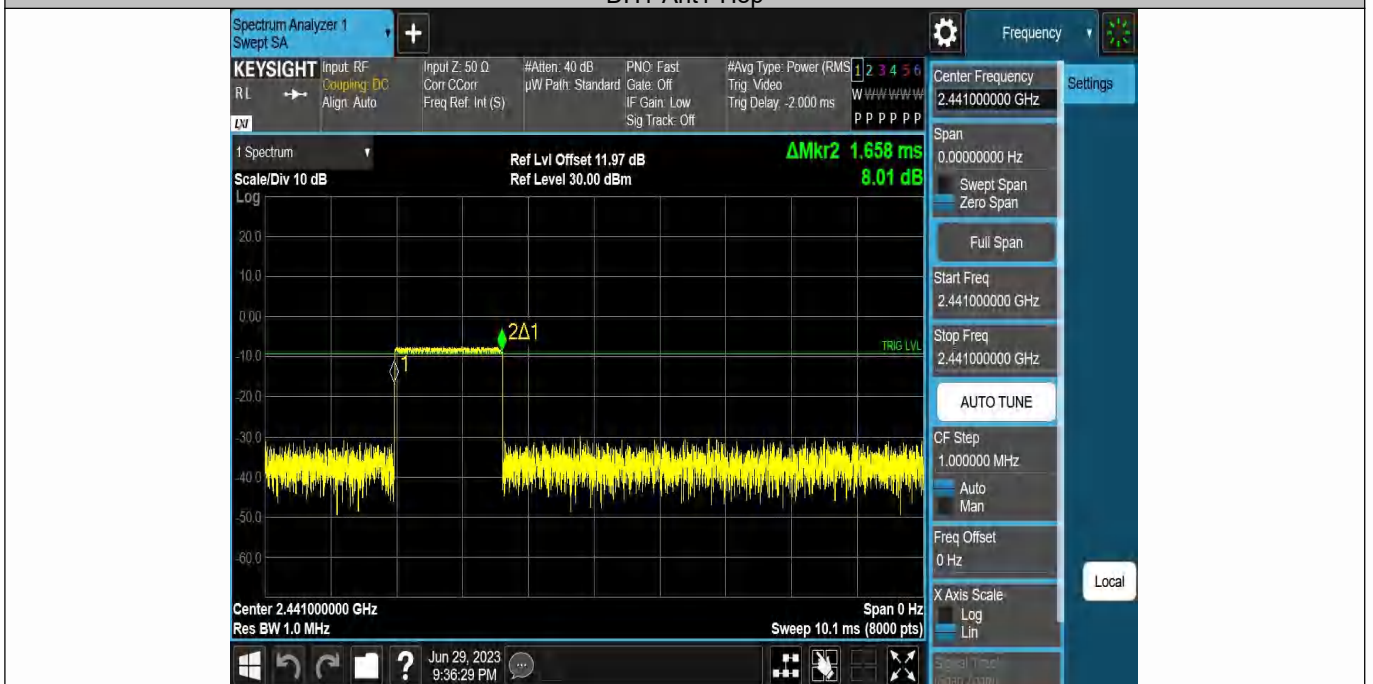 Spectrum Analyzer 1
Swept SA
+
Frequency
KEYSIGHT
RL
LXI
Input: RF
Coupling: DC
Align: Auto
Input Z: 50 Ω
Corr CCorr
Freq Ref: Int (S)
#Atten: 40 dB
µW Path: Standard
PNO: Fast
Gate: Off
IF Gain: Low
Sig Track: Off
#Avg Type: Power (RMS
Trig: Video
Trig Delay: -2.000 ms
1 2 3 4 5 6
W W W W W W
P P P P P P
1 Spectrum
Scale/Div 10 dB
Log
Ref Lvl Offset 11.97 dB
Ref Level 30.00 dBm
ΔMkr2 1.658 ms
8.01 dB
20.0
10.0
0.00
-10.0
-20.0
-30.0
-40.0
-50.0
-60.0
2Δ1
1
TRIG LVL
Center 2.441000000 GHz
Res BW 1.0 MHz
Span 0 Hz
Sweep 10.1 ms (8000 pts)
Center Frequency
2.441000000 GHz
Settings
Span
0.00000000 Hz
Swept Span
Zero Span
Full Span
Start Freq
2.441000000 GHz
Stop Freq
2.441000000 GHz
AUTO TUNE
CF Step
1.000000 MHz
Auto
Man
Freq Offset
0 Hz
X Axis Scale
Log
Lin
Local
?
Jun 29, 2023
9:36:29 PM